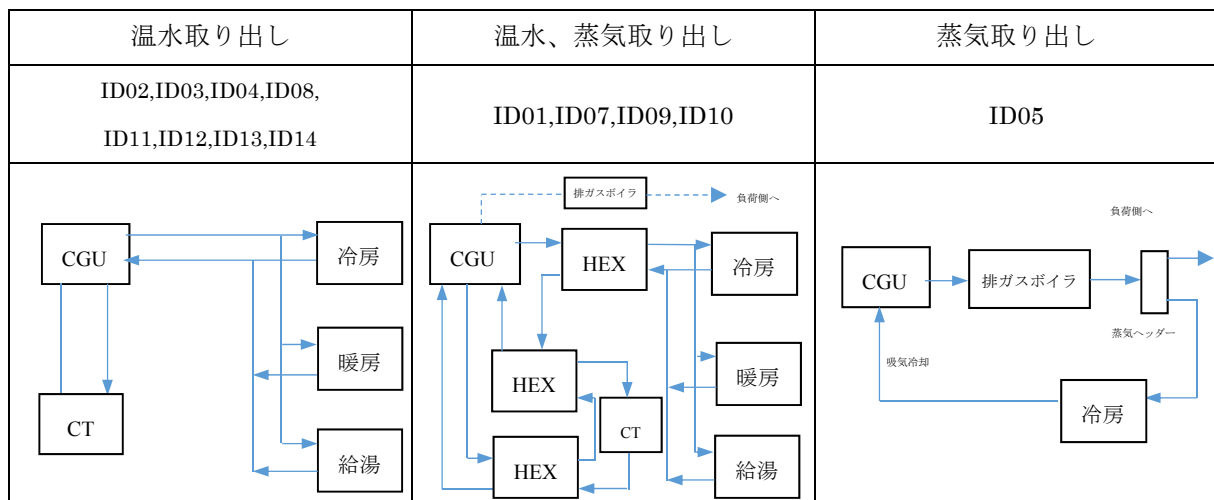 温水取り出し
温水、蒸気取り出し
蒸気取り出し
ID02,ID03,ID04,ID08,
ID11,ID12,ID13,ID14
ID01,ID07,ID09,ID10
ID05
CGU
冷房
暖房
CT
給湯
排ガスボイラ
負荷側へ
CGU
HEX
冷房
HEX
暖房
CT
HEX
給湯
負荷側へ
CGU
排ガスボイラ
蒸気ヘッダー
吸気冷却
冷房